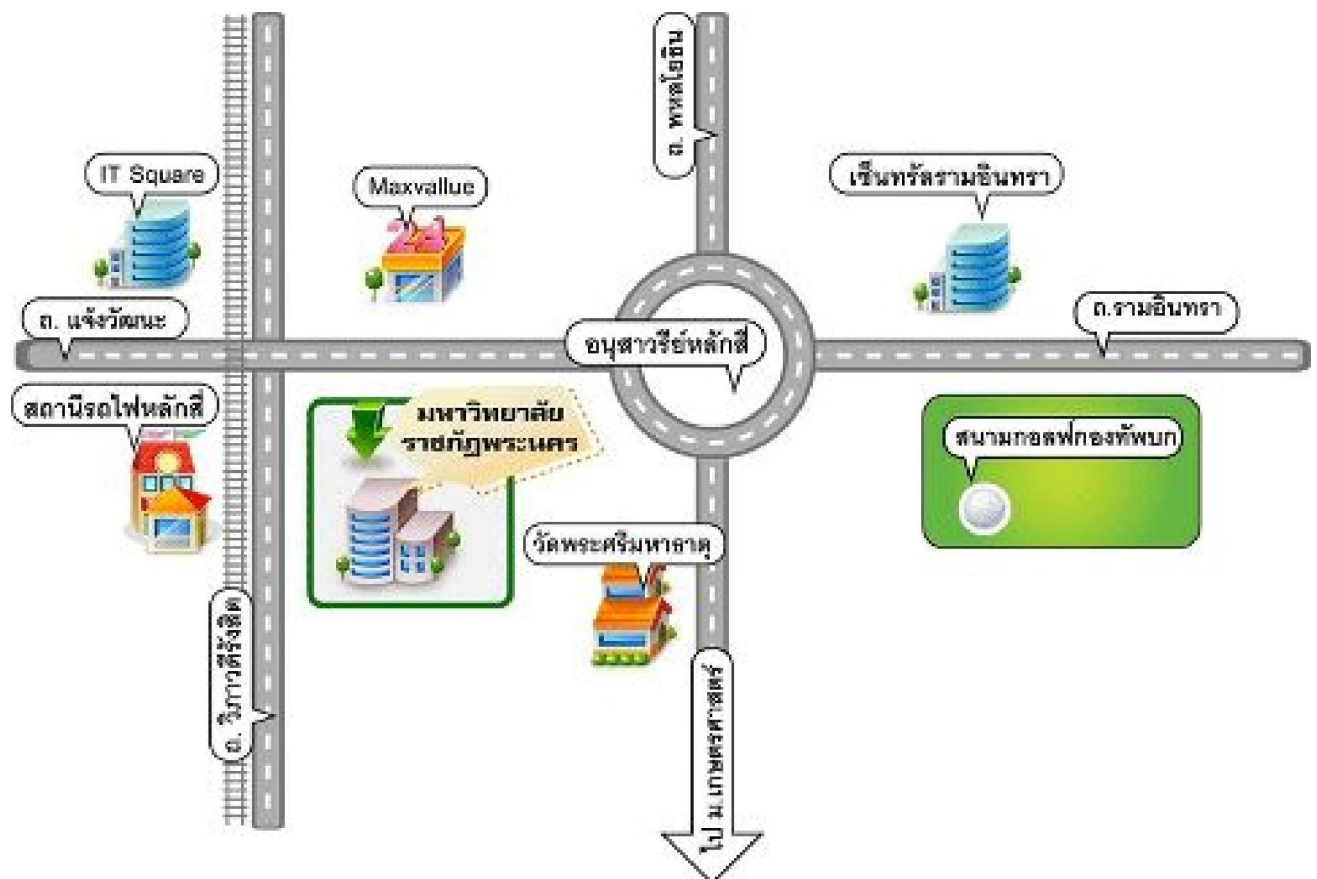 ถ. พหลโยธิน
IT Square
Maxvallue
24
เซ็นทรัลรามอินทรา
ถ. แจ้งวัฒนะ
อนุสาวรีย์หลักสี่
ถ.รามอินทรา
สถานีรถไฟหลักสี่
มหาวิทยาลัย
ราชภัฏพระนคร
สนามกอลฟกองทัพบก
วัดพระศรีมหาธาตุ
ถ. วิภาวดีรังสิต
ไป ม.เกษตรศาสตร์